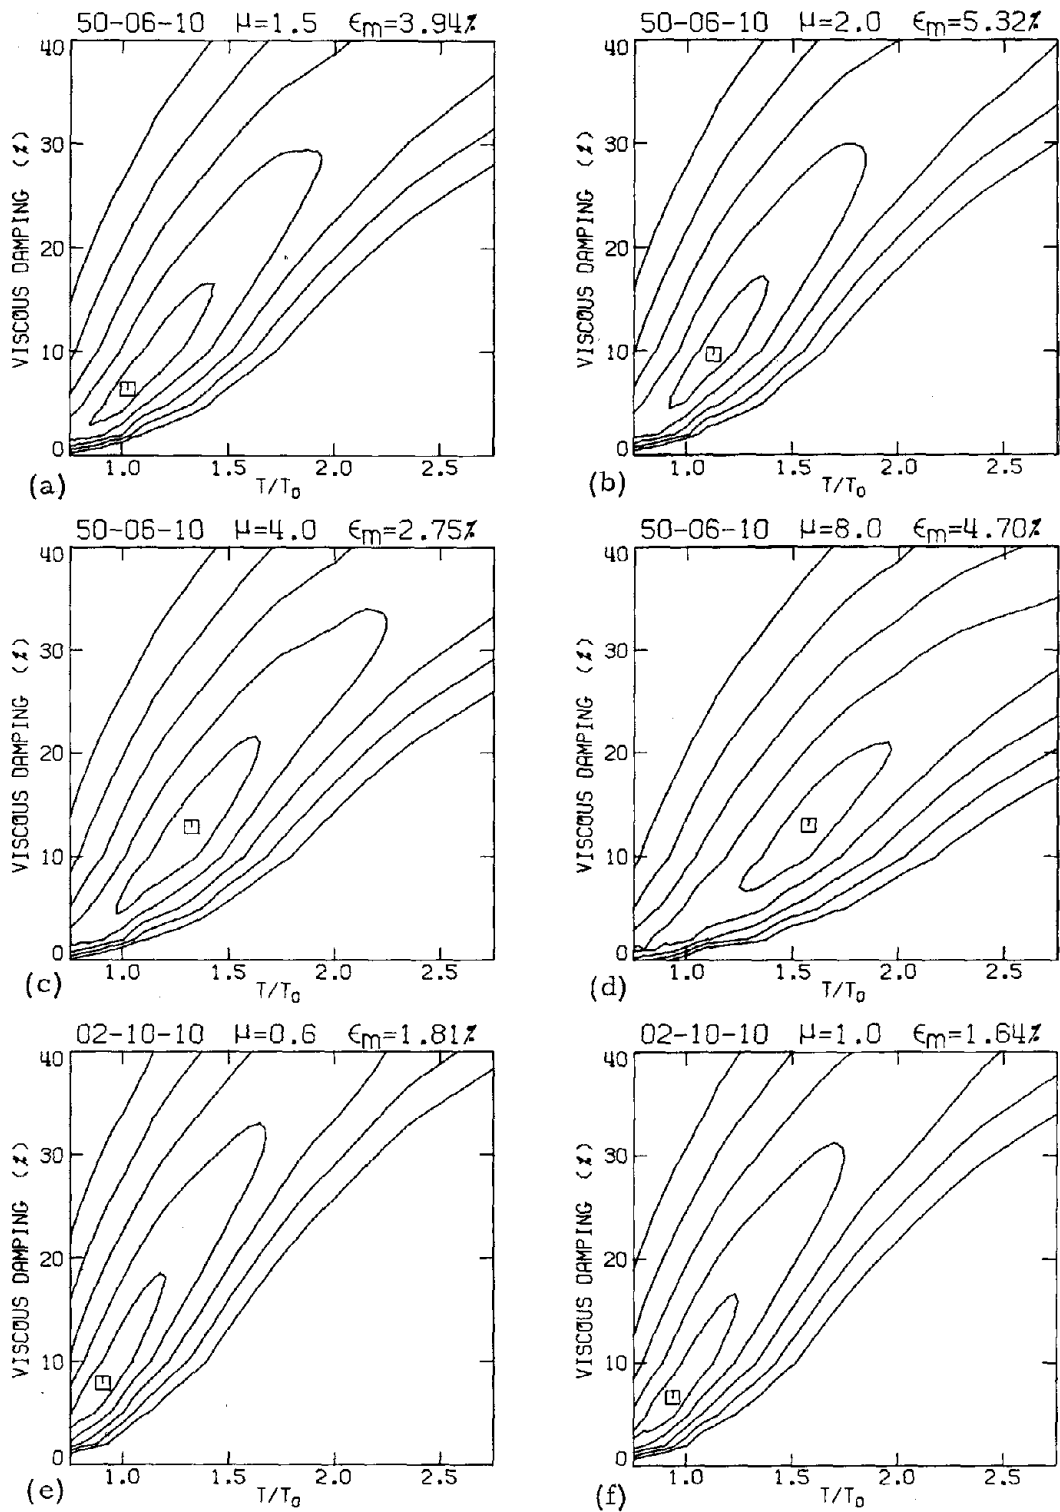 50-06-10 μ=1.5 ϵm=3.94%
40
30
20
10
0
VISCOUS DAMPING (%)
1.0 1.5 2.0 2.5
T/T₀
(a)
50-06-10 μ=2.0 ϵm=5.32%
40
30
20
10
0
VISCOUS DAMPING (%)
1.0 1.5 2.0 2.5
T/T₀
(b)
50-06-10 μ=4.0 ϵm=2.75%
40
30
20
10
0
VISCOUS DAMPING (%)
1.0 1.5 2.0 2.5
T/T₀
(c)
50-06-10 μ=8.0 ϵm=4.70%
40
30
20
10
0
VISCOUS DAMPING (%)
1.0 1.5 2.0 2.5
T/T₀
(d)
02-10-10 μ=0.6 ϵm=1.81%
40
30
20
10
0
VISCOUS DAMPING (%)
1.0 1.5 2.0 2.5
T/T₀
(e)
02-10-10 μ=1.0 ϵm=1.64%
40
30
20
10
0
VISCOUS DAMPING (%)
1.0 1.5 2.0 2.5
T/T₀
(f)